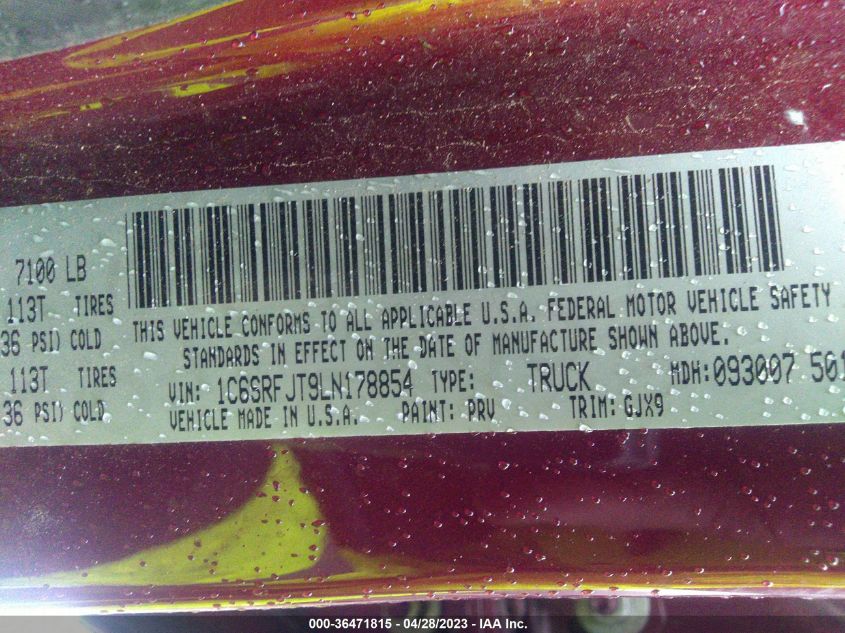 7100 LB
113T TIRES
36 PSI) COLD
113T TIRES
36 PSI) COLD
THIS VEHICLE CONFORMS TO ALL APPLICABLE U.S.A. FEDERAL MOTOR VEHICLE SAFETY
STANDARDS IN EFFECT ON THE DATE OF MANUFACTURE SHOWN ABOVE.
VIN: 1C6SRFJT9LN178854 TYPE: TRUCK MDH:093007 501
VEHICLE MADE IN U.S.A. PAINT: PRV TRIM: GJX9
000-36471815 | 04/28/2023 - © IAA Inc.